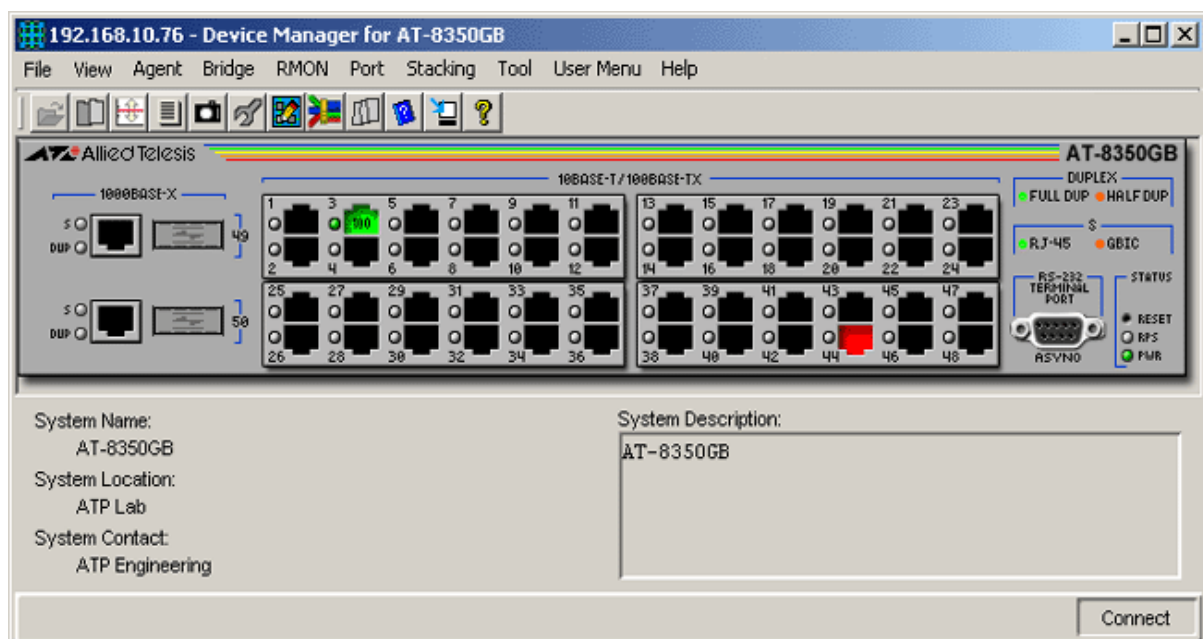 192.168.10.76 - Device Manager for AT-8350GB
File View Agent Bridge RMON Port Stacking Tool User Menu Help
Allied Telesis
AT-8350GB
1000BASE-X
10BASE-T/100BASE-TX
DUPLEX
FULL DUP HALF DUP
1 3 5 7 9 11 13 15 17 19 21 23
100
S
DUP
49
S
RJ-45 GBIC
2 4 6 8 10 12 14 16 18 20 22 24
RS-232
TERMINAL
PORT
STATUS
25 27 29 31 33 35 37 39 41 43 45 47
S
DUP
50
RESET
RPS
PWR
26 28 30 32 34 36 38 40 42 44 46 48
ASYN0
System Name:
AT-8350GB
System Location:
ATP Lab
System Contact:
ATP Engineering
System Description:
AT-8350GB
Connect